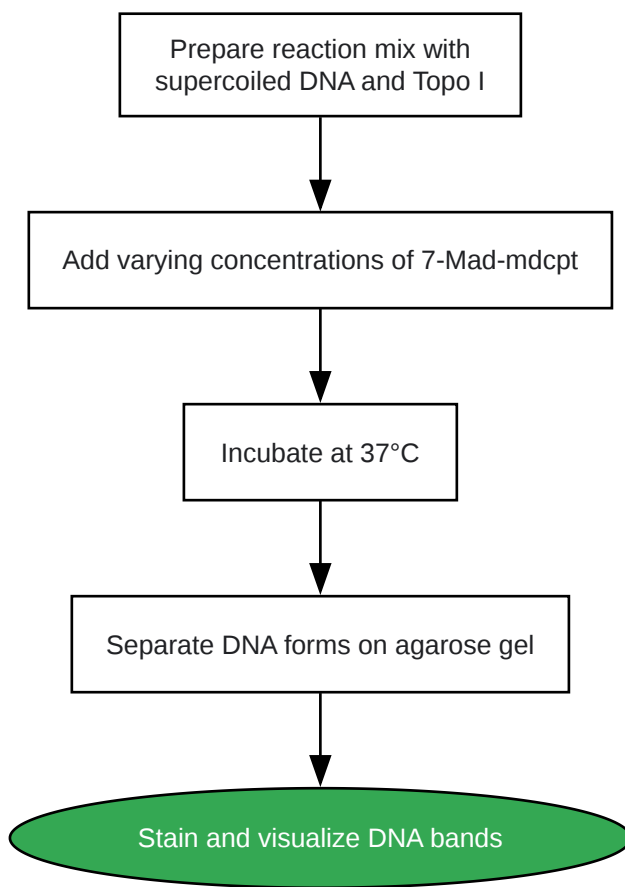 Prepare reaction mix with
supercoiled DNA and Topo I
Add varying concentrations of 7-Mad-mdcpt
Incubate at 37°C
Separate DNA forms on agarose gel
Stain and visualize DNA bands